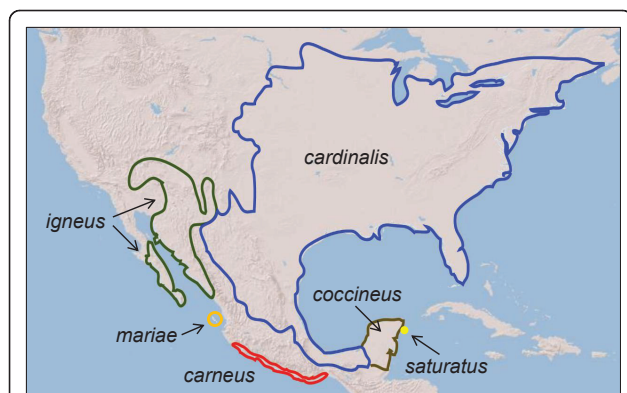 cardinalis
igneus
coccineus
mariae
saturatus
carneus